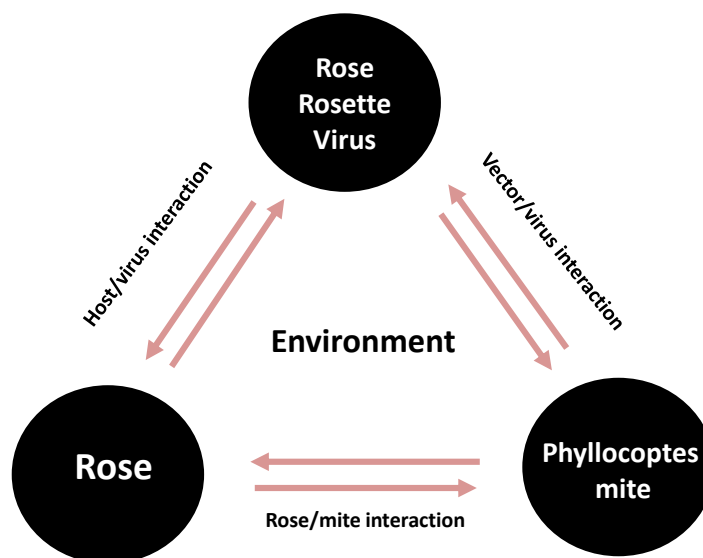 Rose
Rosette
Virus
Host/virus interaction
Vector/virus interaction
Environment
Rose
Phyllocoptes
mite
Rose/mite interaction